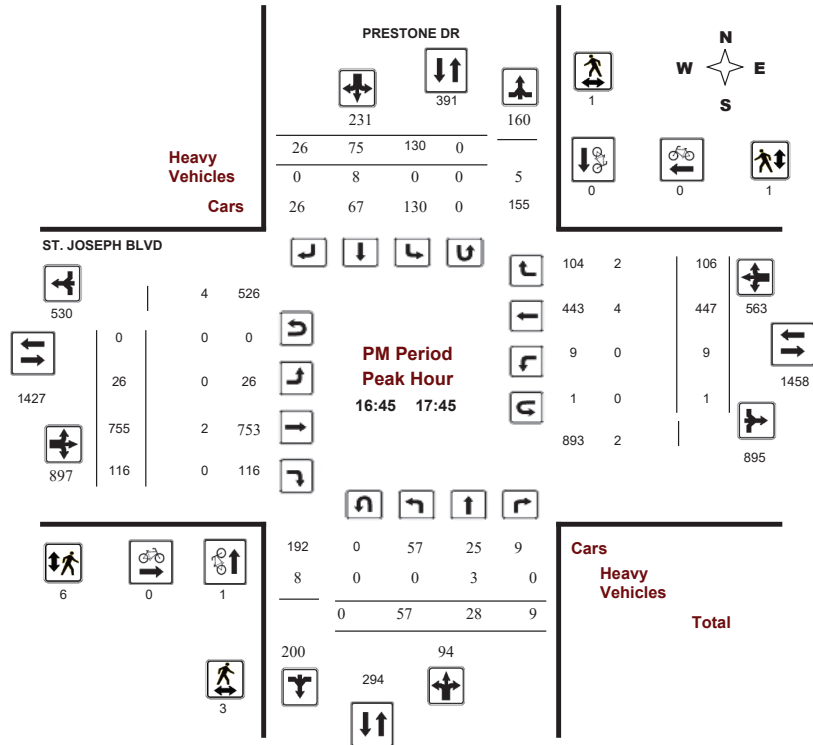 PRESTONE DR
N
W E
S
391
231 160
1
26 75 130 0
Heavy
Vehicles
0 8 0 0 5
0 0 1
Cars
26 67 130 0 155
ST. JOSEPH BLVD
104 2 106
4 526
530
443 4 447 563
0 0 0
PM Period
Peak Hour
16:45 17:45
9 0 9
1458
26 0 26
1427
1 0 1
755 2 753
893 2
895
897
116 0 116
192 0 57 25 9
Cars
8 0 0 3 0
Heavy
Vehicles
6 0 1
0 57 28 9
Total
200 94
294
3